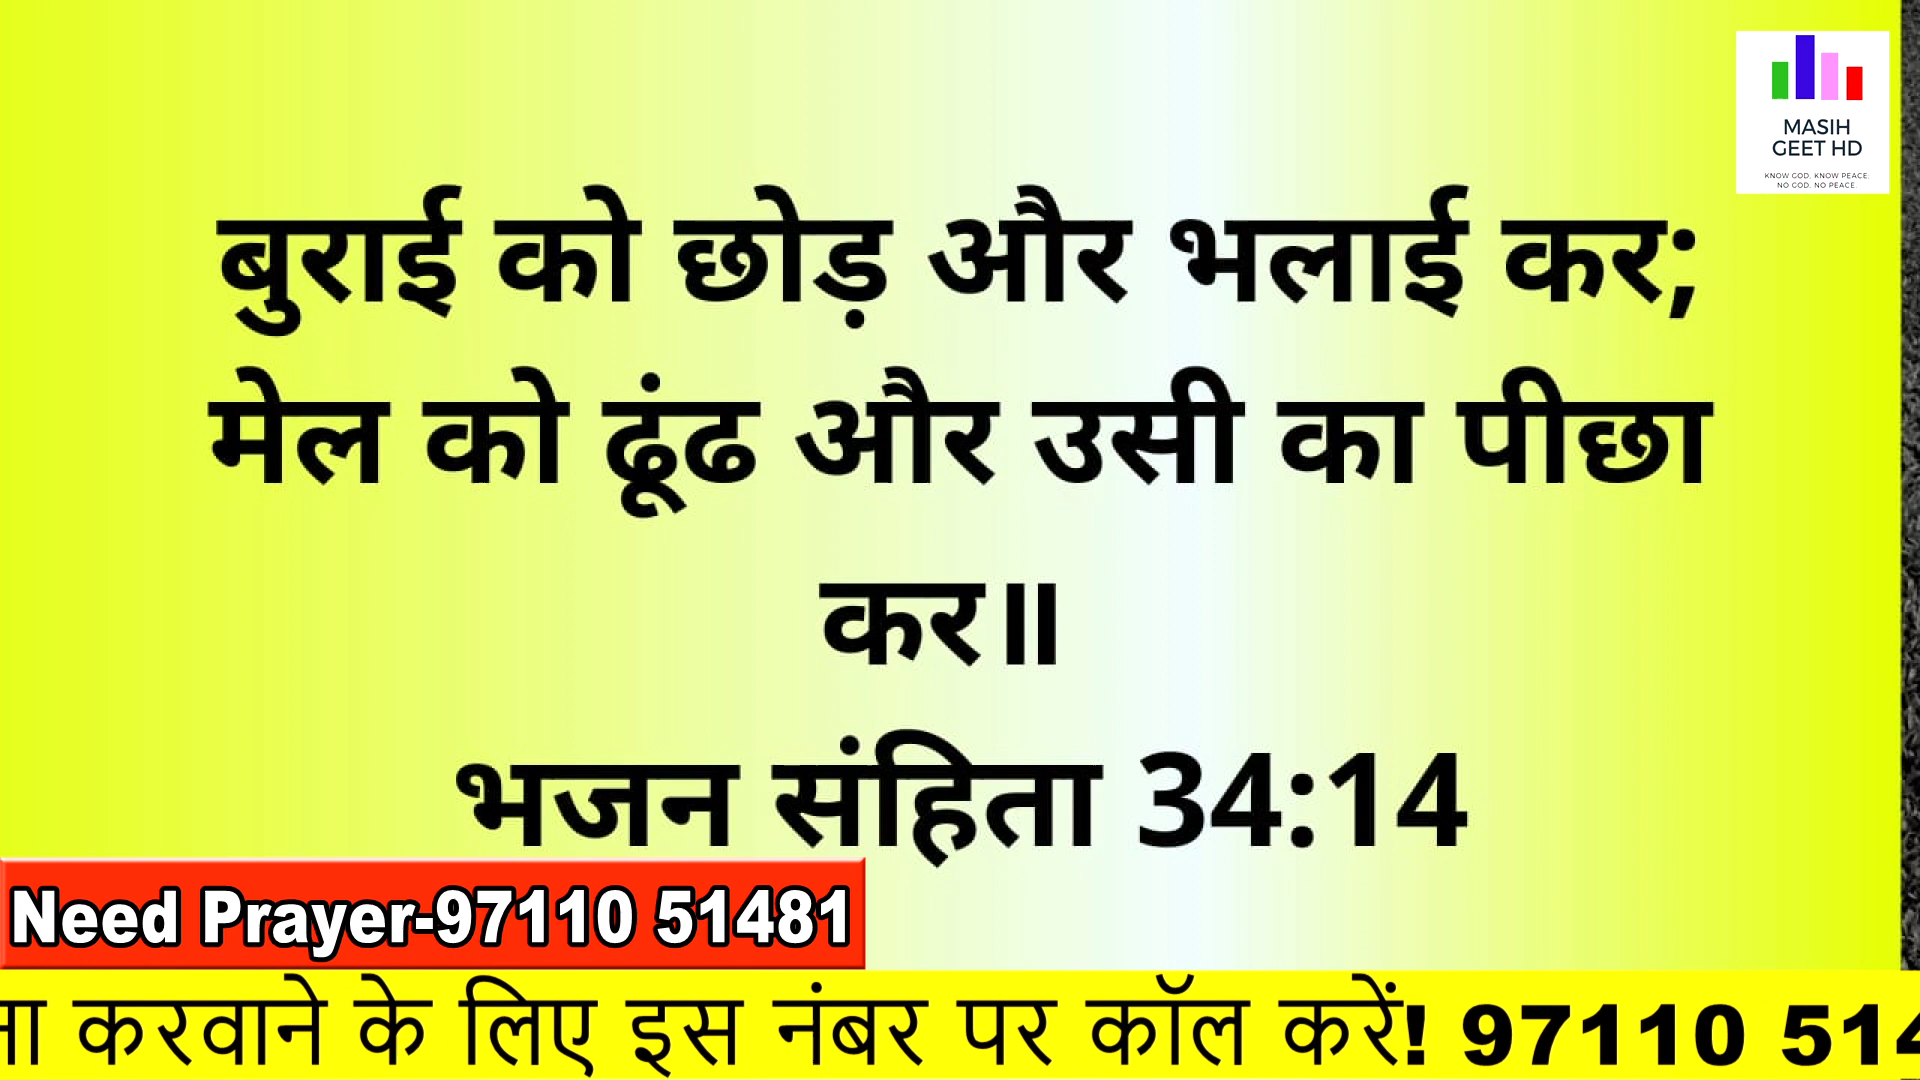 MASIH
GEET HD
KNOW GOD. KNOW PEACE.
NO GOD. NO PEACE.
बुराई को छोड़ और भलाई कर;
मेल को ढूंढ और उसी का पीछा
कर॥
भजन संहिता 34:14
Need Prayer-97110 51481
करवाने के लिए इस नंबर पर कॉल करें! 97110 514